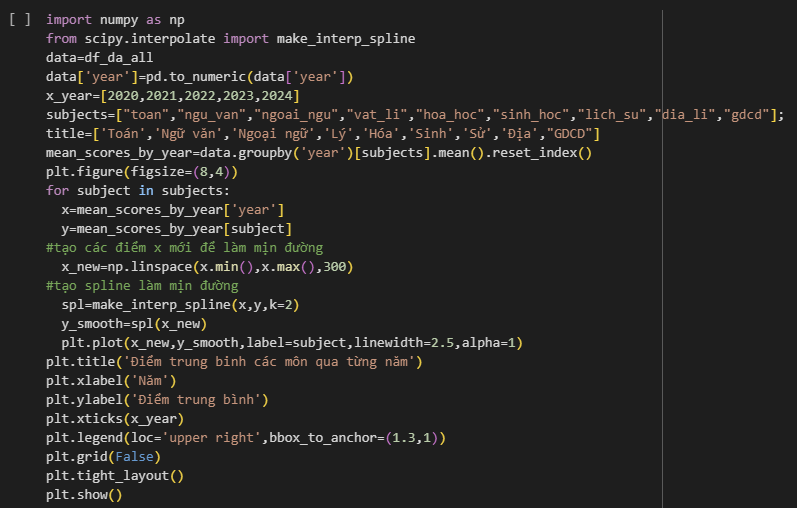 [ ] import numpy as np
from scipy.interpolate import make_interp_spline
data=df_da_all
data['year']=pd.to_numeric(data['year'])
x_year=[2020,2021,2022,2023,2024]
subjects=["toan","ngu_van","ngoai_ngu","vat_li","hoa_hoc","sinh_hoc","lich_su","dia_li","gdcd"];
title=['Toán','Ngữ văn','Ngoại ngữ','Lý','Hóa','Sinh','Sử','Địa',"GDCD"]
mean_scores_by_year=data.groupby('year')[subjects].mean().reset_index()
plt.figure(figsize=(8,4))
for subject in subjects:
  x=mean_scores_by_year['year']
  y=mean_scores_by_year[subject]
#tạo các điểm x mới để làm mịn đường
  x_new=np.linspace(x.min(),x.max(),300)
#tạo spline làm mịn đường
  spl=make_interp_spline(x,y,k=2)
  y_smooth=spl(x_new)
  plt.plot(x_new,y_smooth,label=subject,linewidth=2.5,alpha=1)
plt.title('Điểm trung binh các môn qua từng năm')
plt.xlabel('Năm')
plt.ylabel('Điểm trung bình')
plt.xticks(x_year)
plt.legend(loc='upper right',bbox_to_anchor=(1.3,1))
plt.grid(False)
plt.tight_layout()
plt.show()